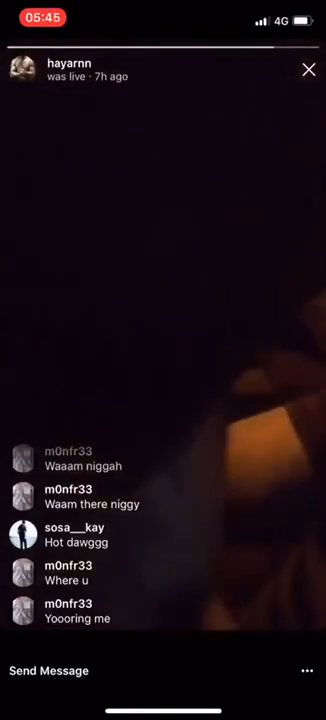 05:45
4G
hayarnn
was live · 7h ago
m0nfr33
Waaam niggah
m0nfr33
Waam there niggy
sosa___kay
Hot dawggg
m0nfr33
Where u
m0nfr33
Yoooring me
Send Message